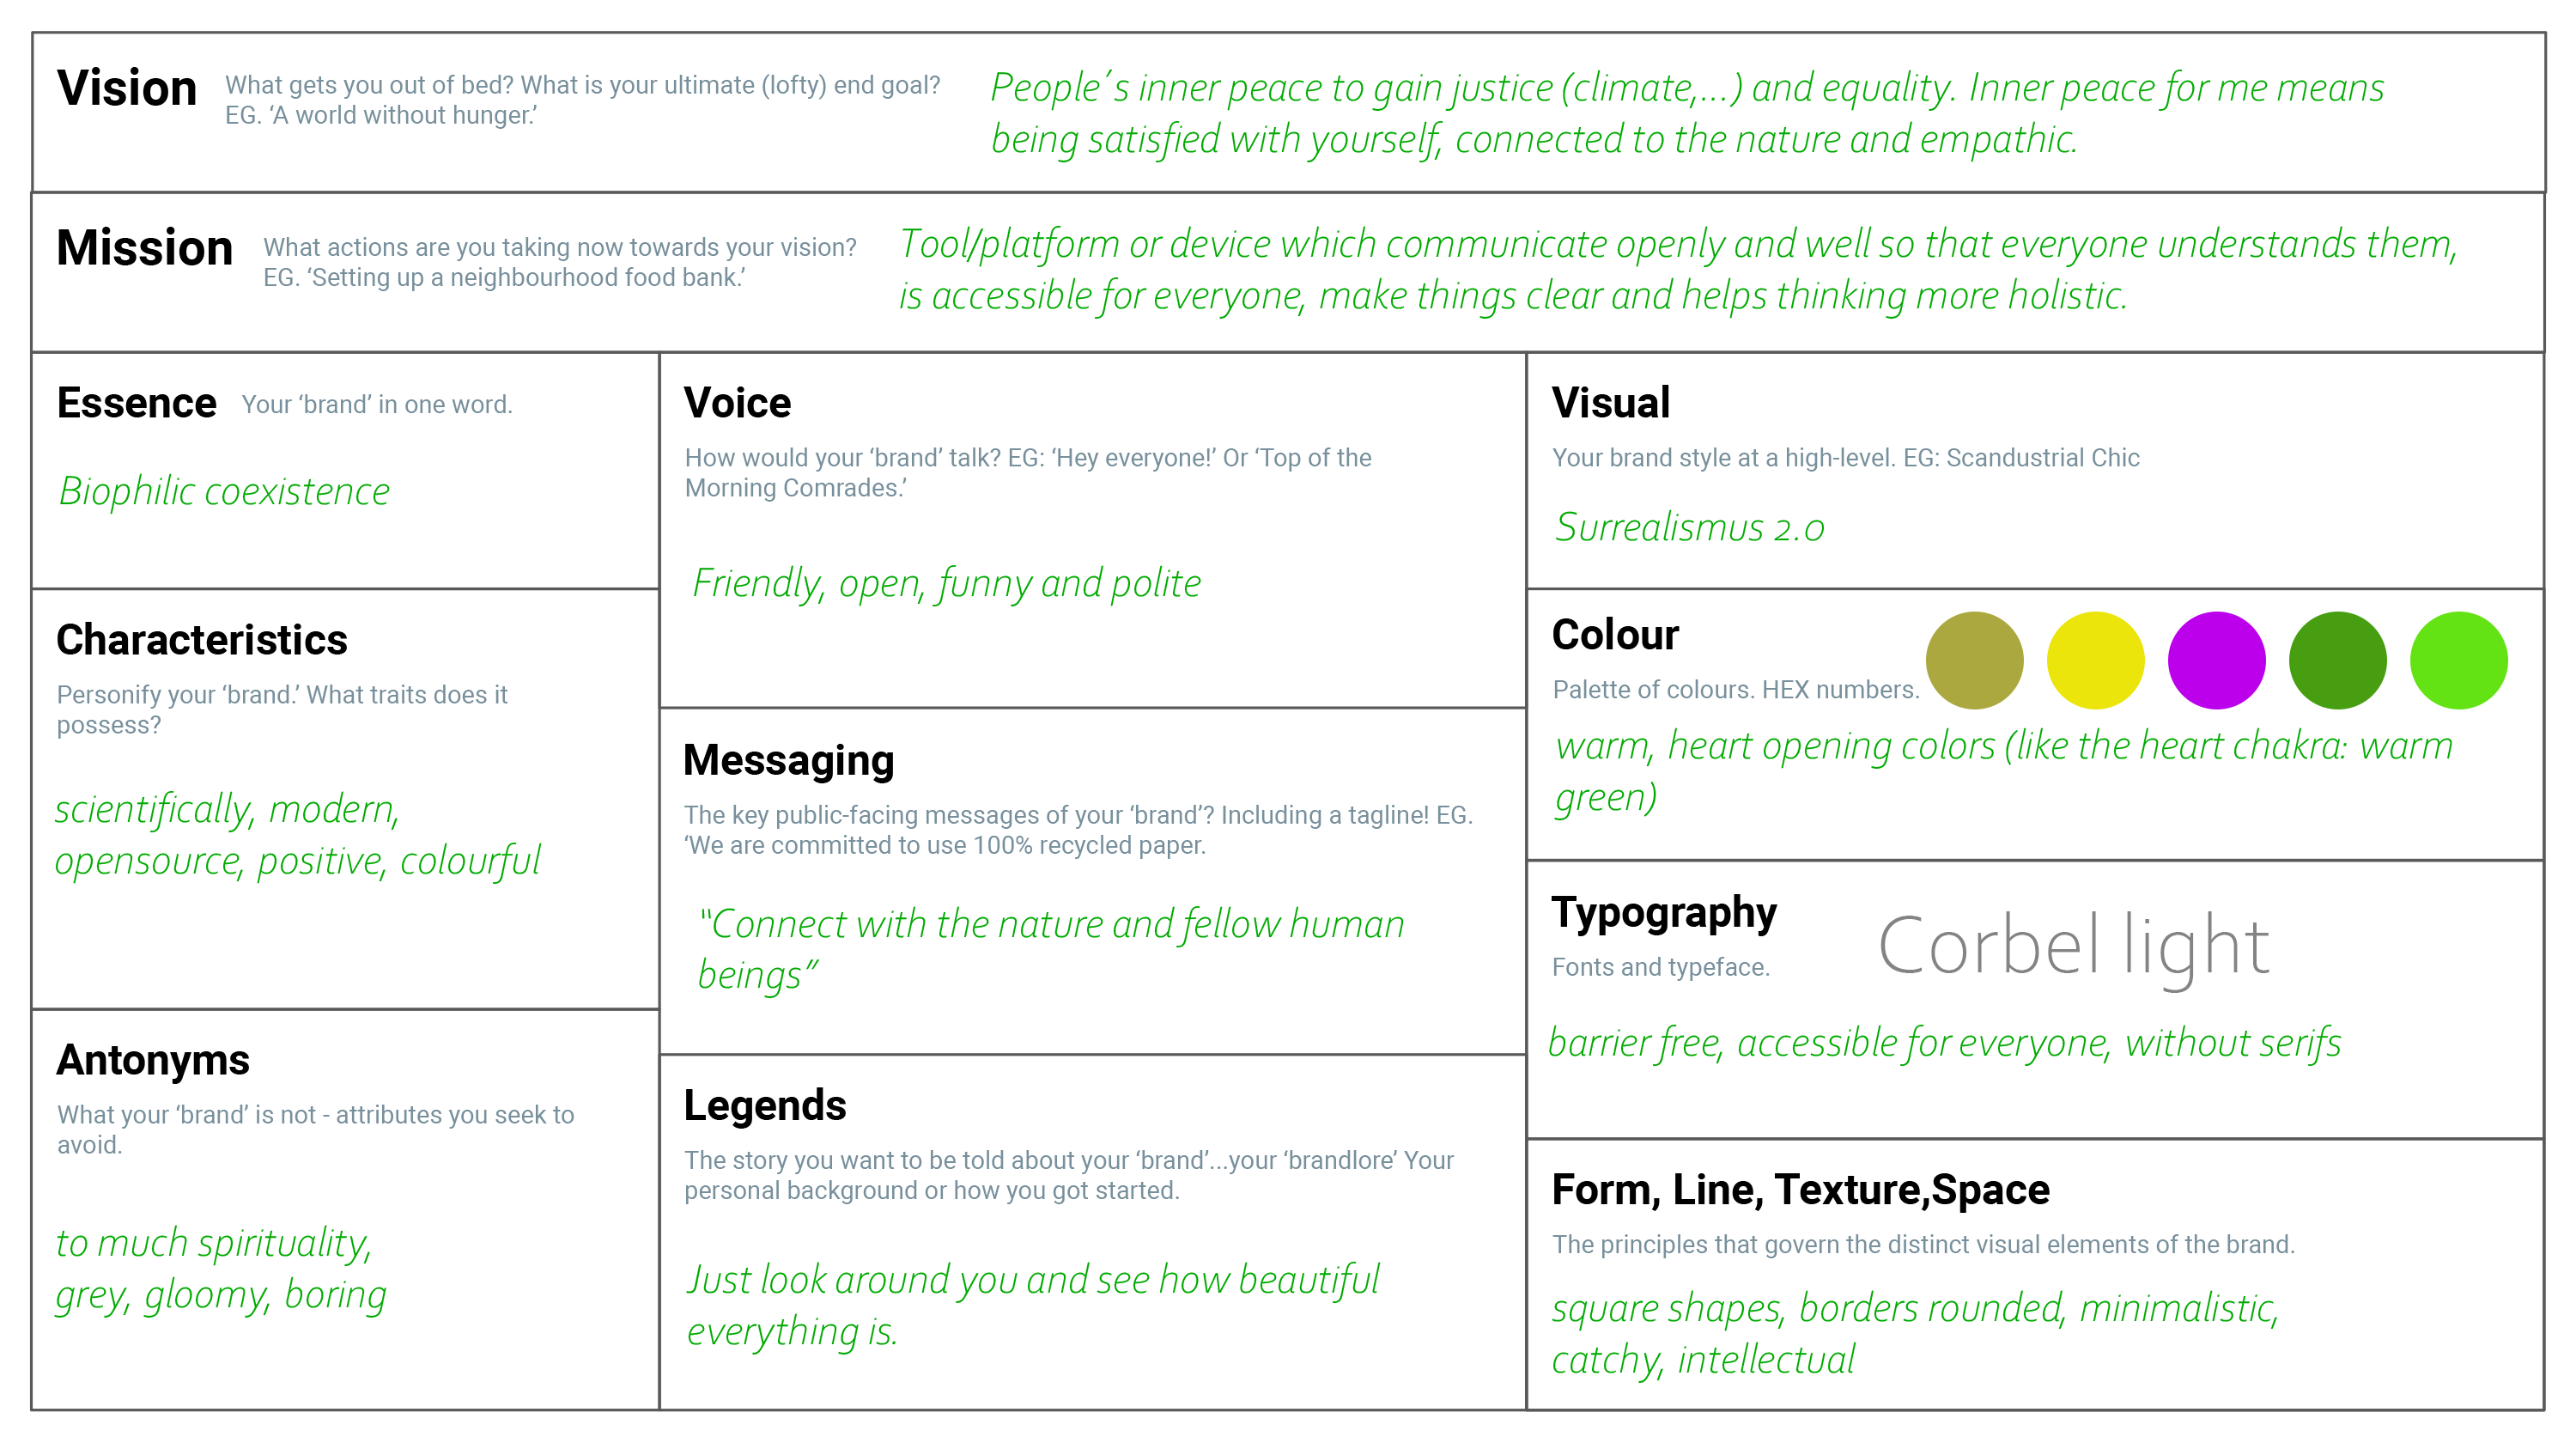 Vision
What gets you out of bed? What is your ultimate (lofty) end goal?
EG. ‘A world without hunger.’
People´s inner peace to gain justice (climate,...) and equality. Inner peace for me means
being satisfied with yourself, connected to the nature and empathic.
Mission
What actions are you taking now towards your vision?
EG. ‘Setting up a neighbourhood food bank.’
Tool/platform or device which communicate openly and well so that everyone understands them,
is accessible for everyone, make things clear and helps thinking more holistic.
Essence
Your ‘brand’ in one word.
Biophilic coexistence
Characteristics
Personify your ‘brand.’ What traits does it
possess?
scientifically, modern,
opensource, positive, colourful
Antonyms
What your ‘brand’ is not - attributes you seek to
avoid.
to much spirituality,
grey, gloomy, boring
Voice
How would your ‘brand’ talk? EG: ‘Hey everyone!’ Or ‘Top of the
Morning Comrades.’
Friendly, open, funny and polite
Messaging
The key public-facing messages of your ‘brand’? Including a tagline! EG.
‘We are committed to use 100% recycled paper.
“Connect with the nature and fellow human
beings”
Legends
The story you want to be told about your ‘brand’...your ‘brandlore’ Your
personal background or how you got started.
Just look around you and see how beautiful
everything is.
Visual
Your brand style at a high-level. EG: Scandustrial Chic
Surrealismus 2.0
Colour
Palette of colours. HEX numbers.
warm, heart opening colors (like the heart chakra: warm
green)
Typography
Fonts and typeface.
Corbel light
barrier free, accessible for everyone, without serifs
Form, Line, Texture,Space
The principles that govern the distinct visual elements of the brand.
square shapes, borders rounded, minimalistic,
catchy, intellectual